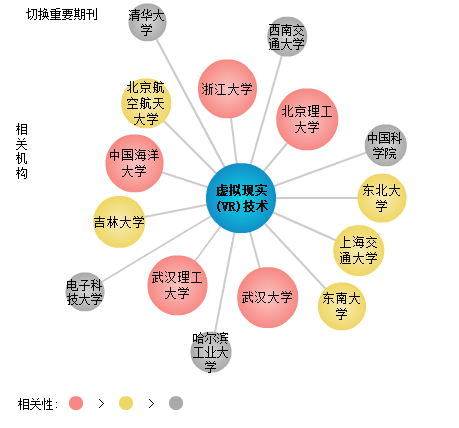 切换重要期刊
清华大
学
西南交
通大学
浙江大学
北京航
空航天
大学
北京理工
大学
相
关
机
构
中国科
学院
中国海洋
大学
虚拟现实
(VR)技术
东北大
学
吉林大学
上海交
通大学
武汉理工
大学
电子科
技大学
武汉大学
东南大
学
哈尔滨
工业大
学
相关性: > >